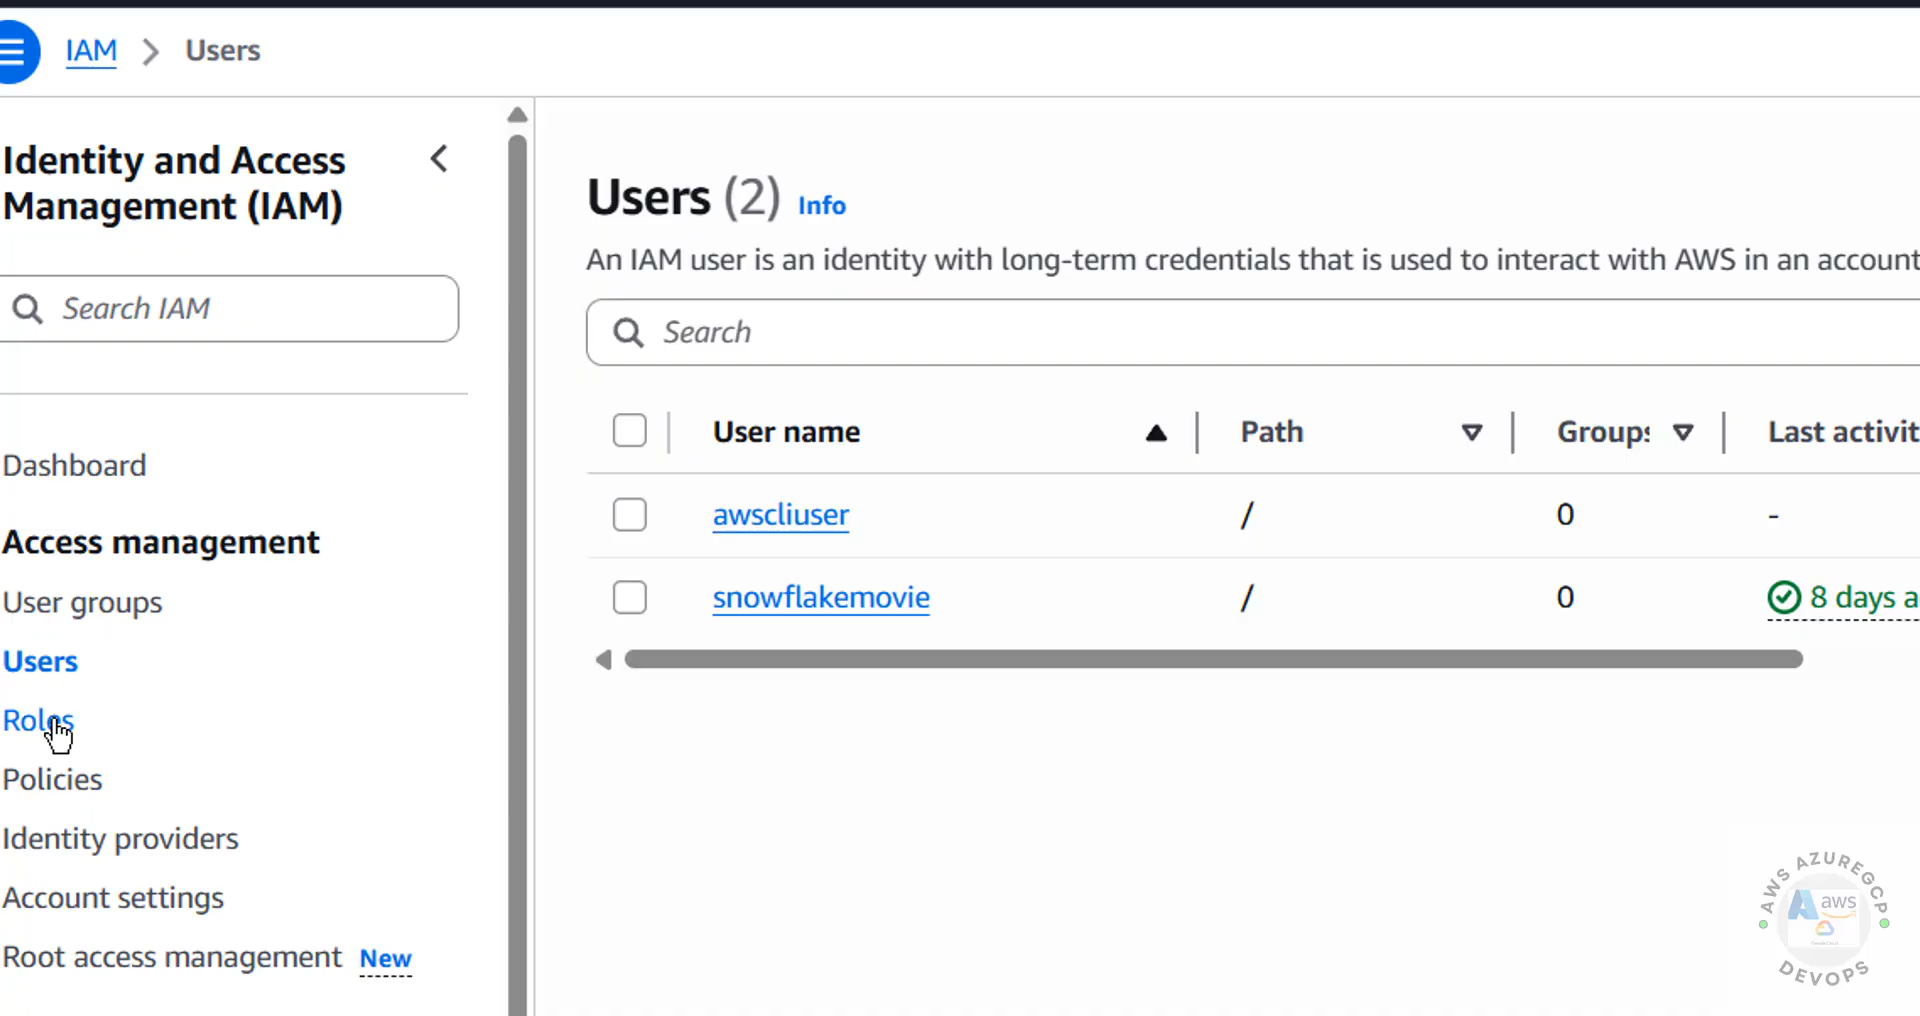 IAM > Users
Identity and Access
Management (IAM)
Search IAM
Dashboard
Access management
User groups
Users
Roles
Policies
Identity providers
Account settings
Root access management New
Users (2) Info
An IAM user is an identity with long-term credentials that is used to interact with AWS in an account
Search
User name Path Groups Last activit
awscliuser / 0 -
snowflakemovie / 0 8 days a
AWS AZUREGCP
aws
DEVOPS